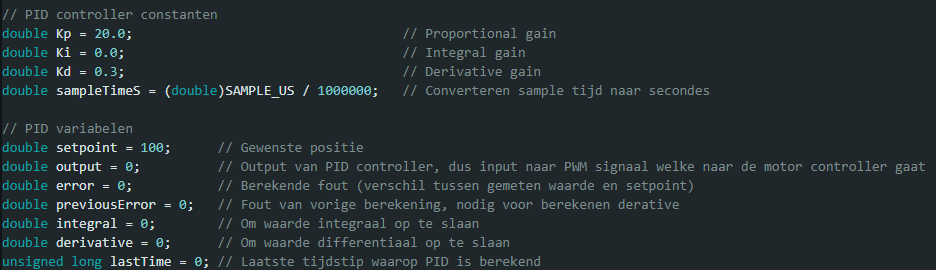 // PID controller constanten
double Kp = 20.0; // Proportional gain
double Ki = 0.0; // Integral gain
double Kd = 0.3; // Derivative gain
double sampleTimeS = (double)SAMPLE_US / 1000000; // Converteren sample tijd naar secondes
// PID variabelen
double setpoint = 100; // Gewenste positie
double output = 0; // Output van PID controller, dus input naar PWM signaal welke naar de motor controller gaat
double error = 0; // Berekende fout (verschil tussen gemeten waarde en setpoint)
double previousError = 0; // Fout van vorige berekening, nodig voor berekenen derative
double integral = 0; // Om waarde integraal op te slaan
double derivative = 0; // Om waarde differentiaal op te slaan
unsigned long lastTime = 0; // Laatste tijdstip waarop PID is berekend